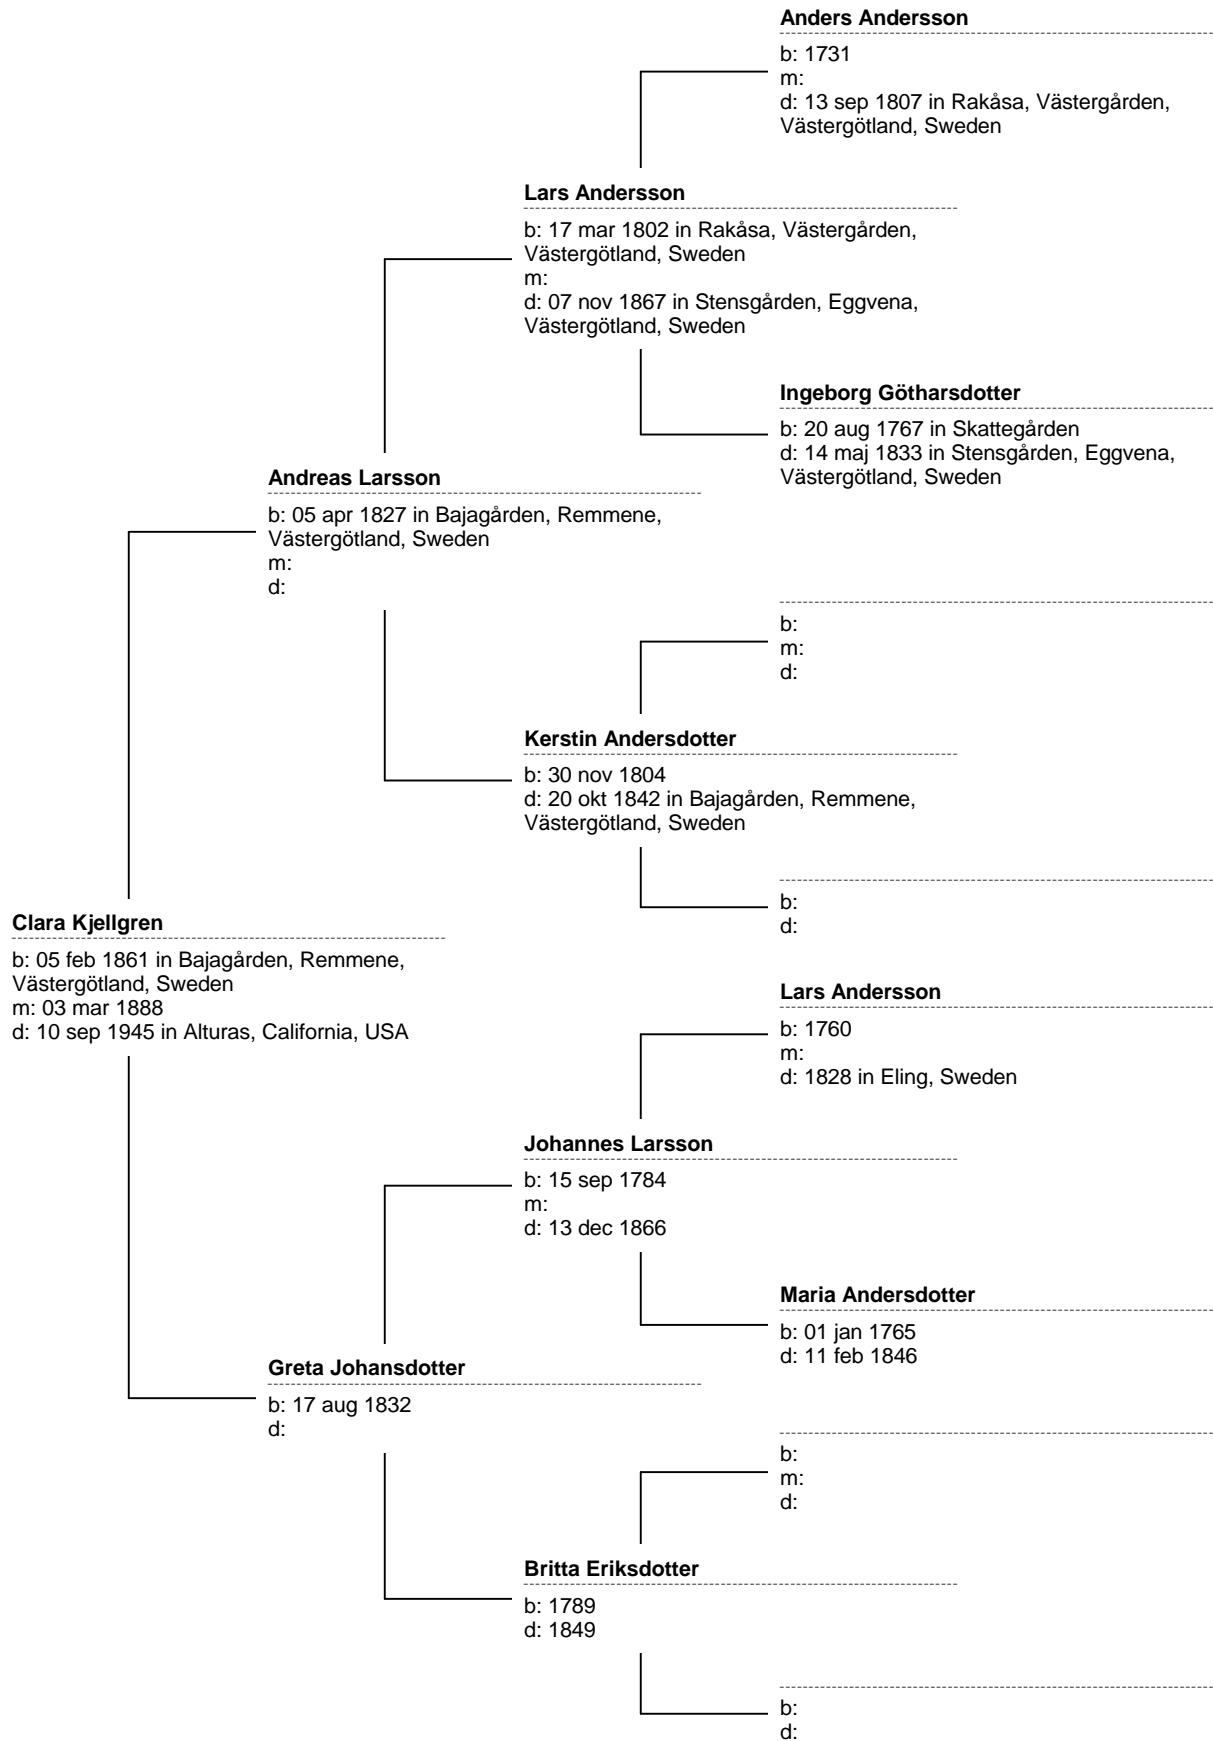 Anders Andersson
b: 1731
m:
d: 13 sep 1807 in Rakåsa, Västergården,
Västergötland, Sweden
Lars Andersson
b: 17 mar 1802 in Rakåsa, Västergården,
Västergötland, Sweden
m:
d: 07 nov 1867 in Stensgården, Eggvena,
Västergötland, Sweden
Ingeborg Götharsdotter
b: 20 aug 1767 in Skattegården
d: 14 maj 1833 in Stensgården, Eggvena,
Västergötland, Sweden
Andreas Larsson
b: 05 apr 1827 in Bajagården, Remmene,
Västergötland, Sweden
m:
d:
b:
m:
d:
Kerstin Andersdotter
b: 30 nov 1804
d: 20 okt 1842 in Bajagården, Remmene,
Västergötland, Sweden
b:
d:
Clara Kjellgren
b: 05 feb 1861 in Bajagården, Remmene,
Västergötland, Sweden
m: 03 mar 1888
d: 10 sep 1945 in Alturas, California, USA
Lars Andersson
b: 1760
m:
d: 1828 in Eling, Sweden
Johannes Larsson
b: 15 sep 1784
m:
d: 13 dec 1866
Maria Andersdotter
b: 01 jan 1765
d: 11 feb 1846
Greta Johansdotter
b: 17 aug 1832
d:
b:
m:
d:
Britta Eriksdotter
b: 1789
d: 1849
b:
d: